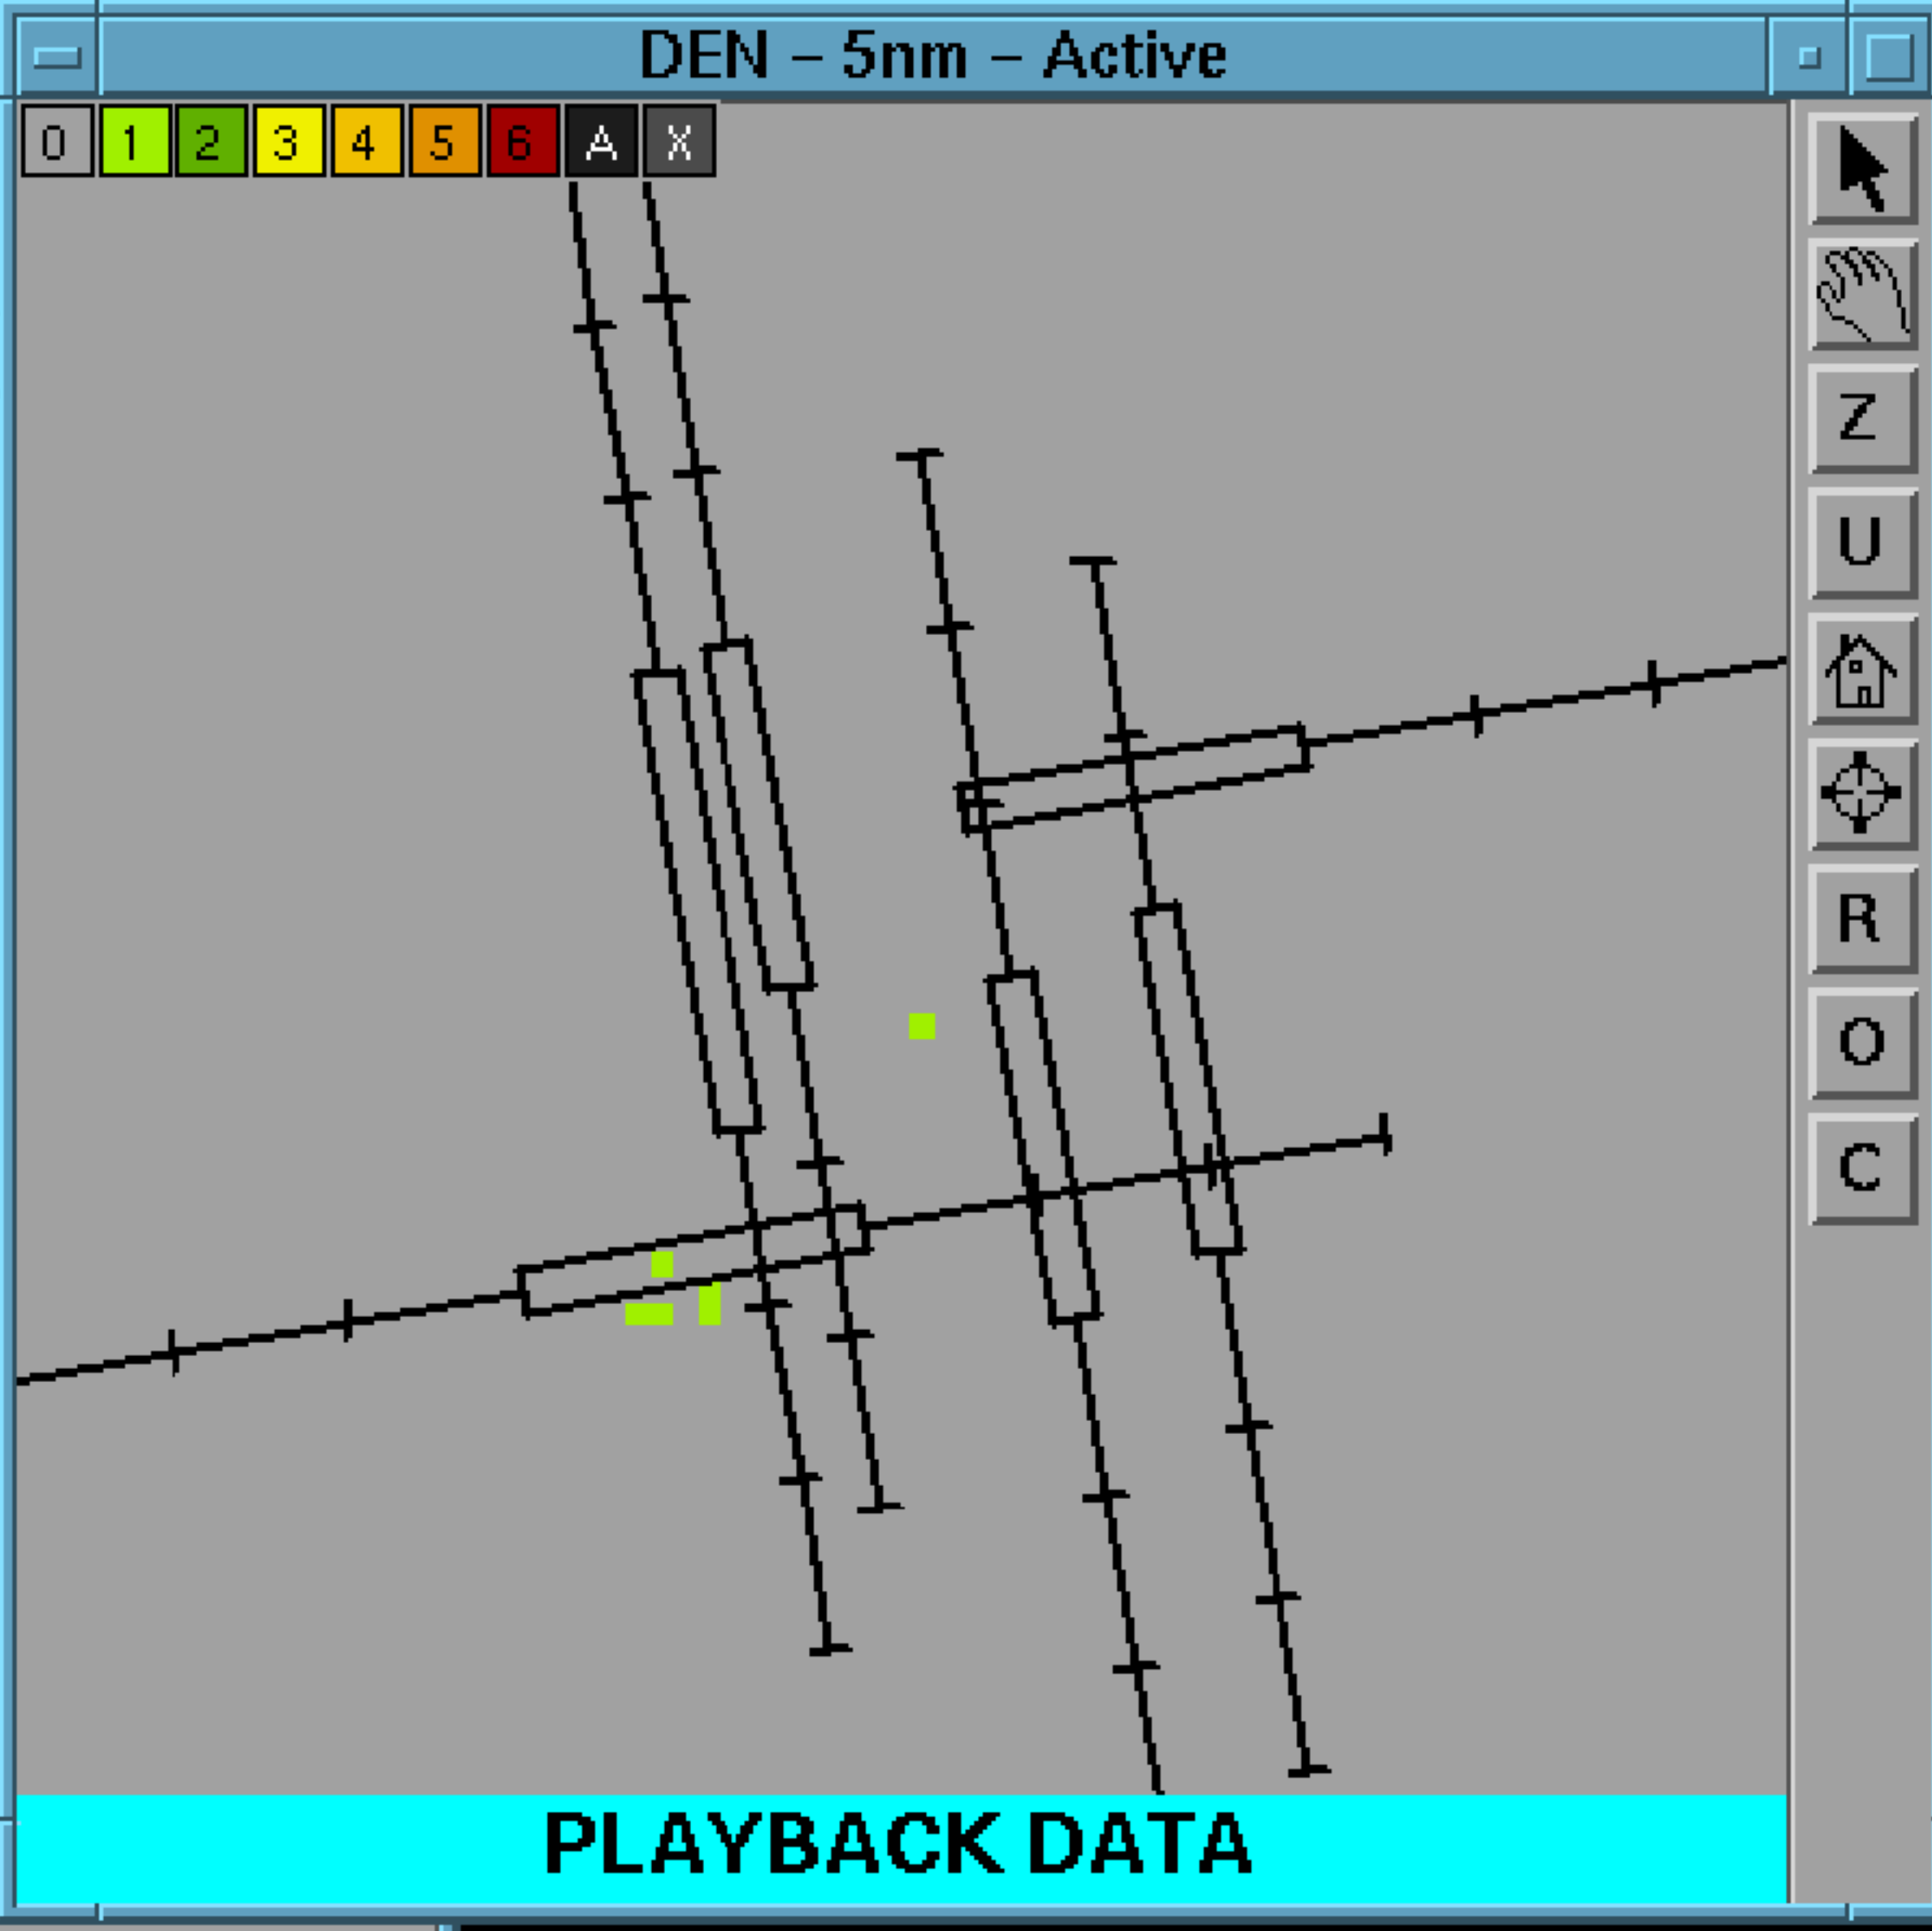 DEN - 5nm - Active
0 1 2 3 4 5 6 A X
Z
U
R
O
C
PLAYBACK DATA